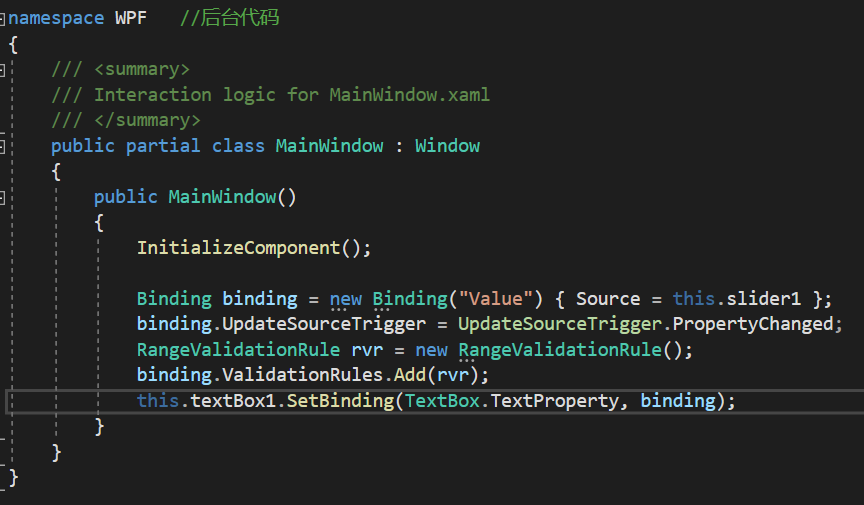 namespace WPF   //后台代码
{
    /// <summary>
    /// Interaction logic for MainWindow.xaml
    /// </summary>
    public partial class MainWindow : Window
    {
        public MainWindow()
        {
            InitializeComponent();

            Binding binding = new Binding("Value") { Source = this.slider1 };
            binding.UpdateSourceTrigger = UpdateSourceTrigger.PropertyChanged;
            RangeValidationRule rvr = new RangeValidationRule();
            binding.ValidationRules.Add(rvr);
            this.textBox1.SetBinding(TextBox.TextProperty, binding);
        }
    }
}